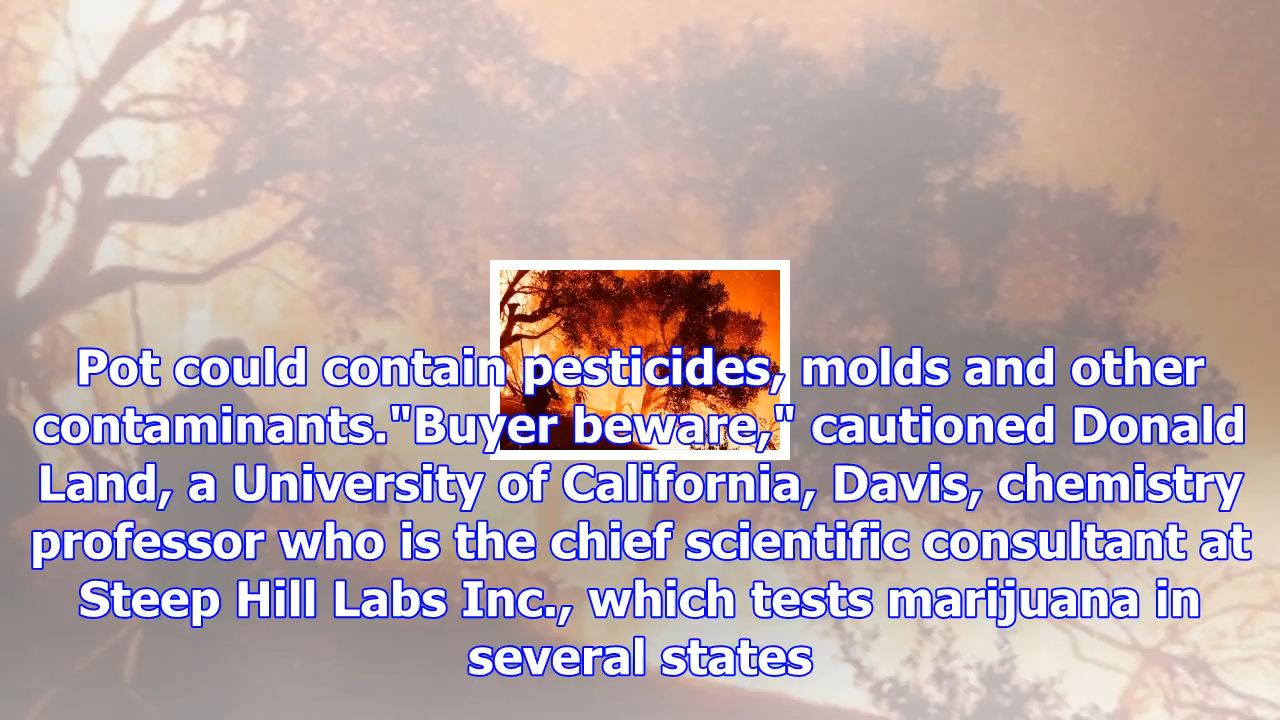 Pot could contain pesticides, molds and other
contaminants."Buyer beware," cautioned Donald
Land, a University of California, Davis, chemistry
professor who is the chief scientific consultant at
Steep Hill Labs Inc., which tests marijuana in
several states